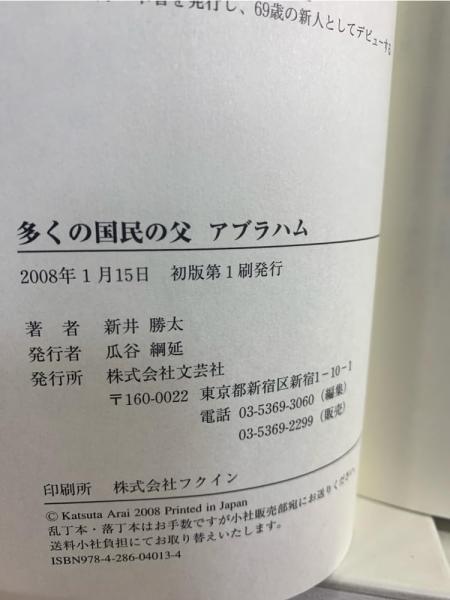 書を発行し、69歳の新人としてデビューする
多くの国民の父 アブラハム
2008年1月15日 初版第1刷発行
著 者 新井 勝太
発行者 瓜谷 綱延
発行所 株式会社文芸社
〒160-0022 東京都新宿区新宿1-10-1
電話 03-5369-3060(編集)
03-5369-2299(販売)
印刷所 株式会社フクイン
© Katsuta Arai 2008 Printed in Japan
乱丁本・落丁本はお手数ですが小社販売部宛にお送りください。
送料小社負担にてお取り替えいたします。
ISBN978-4-286-04013-4